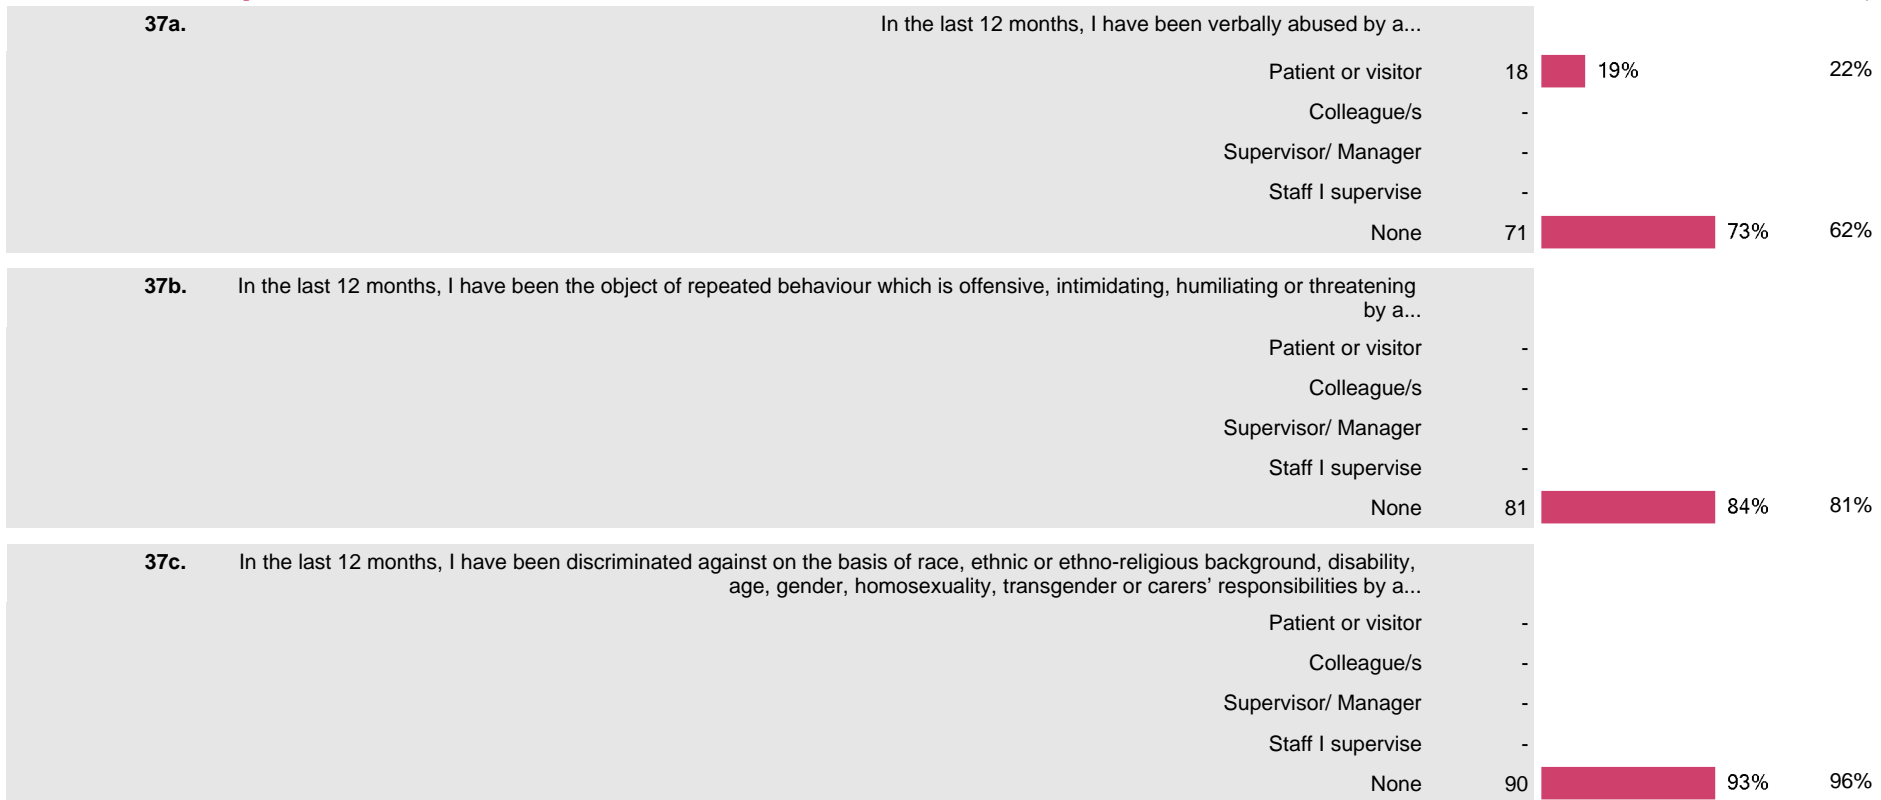 37a. In the last 12 months, I have been verbally abused by a...
Patient or visitor 18 19% 22%
Colleague/s -
Supervisor/ Manager -
Staff I supervise -
None 71 73% 62%
37b. In the last 12 months, I have been the object of repeated behaviour which is offensive, intimidating, humiliating or threatening
by a...
Patient or visitor -
Colleague/s -
Supervisor/ Manager -
Staff I supervise -
None 81 84% 81%
37c. In the last 12 months, I have been discriminated against on the basis of race, ethnic or ethno-religious background, disability,
age, gender, homosexuality, transgender or carers’ responsibilities by a...
Patient or visitor -
Colleague/s -
Supervisor/ Manager -
Staff I supervise -
None 90 93% 96%